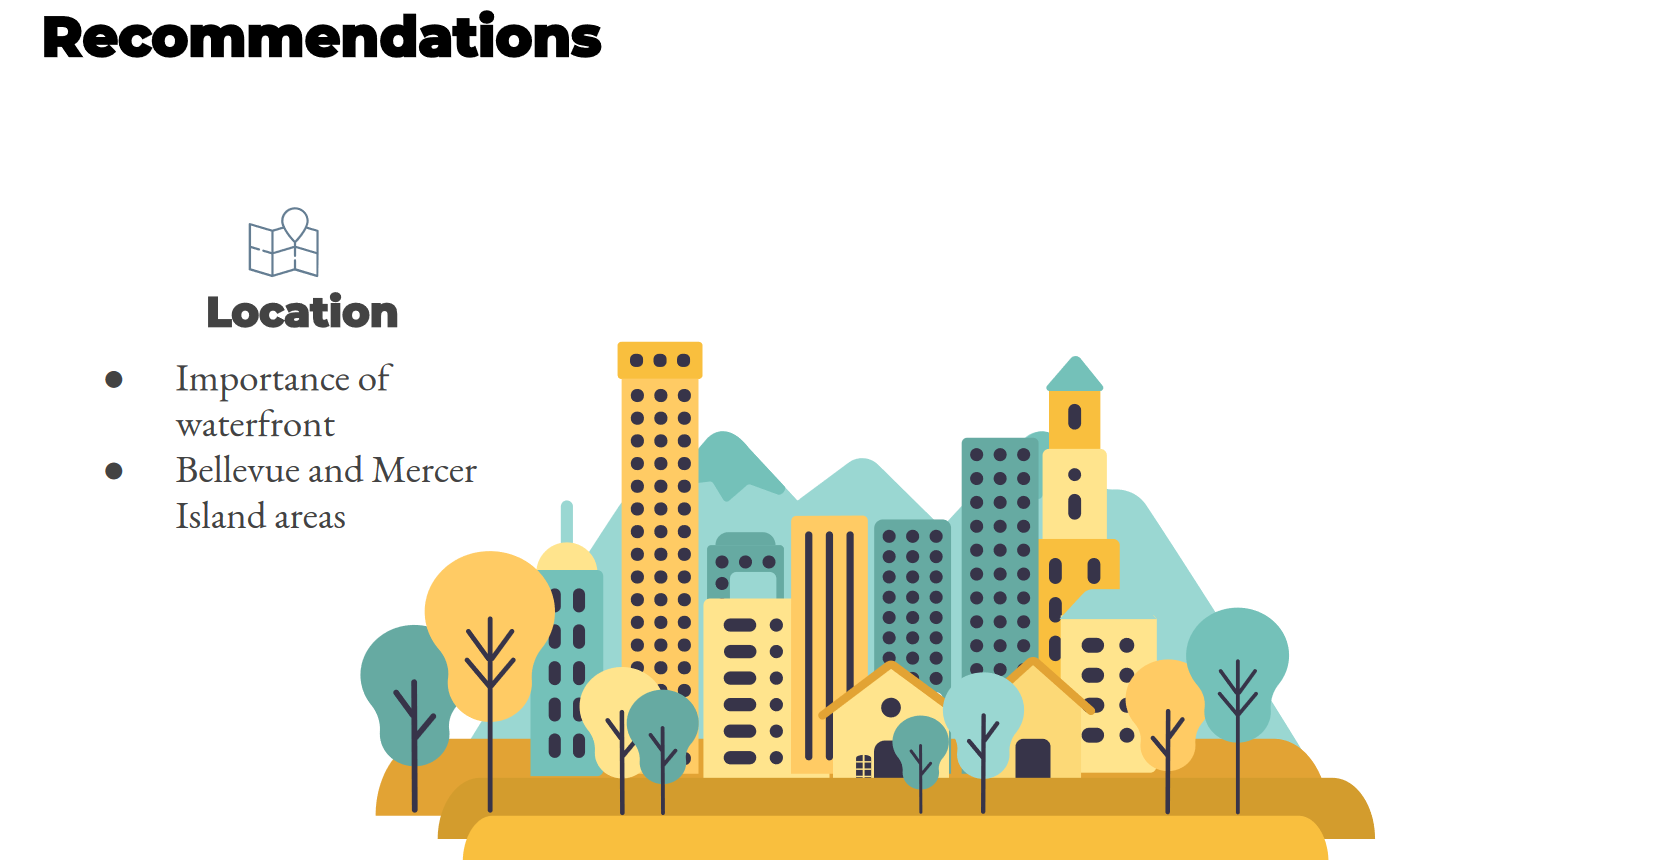 Recommendations
Location
● Importance of
waterfront
● Bellevue and Mercer
Island areas